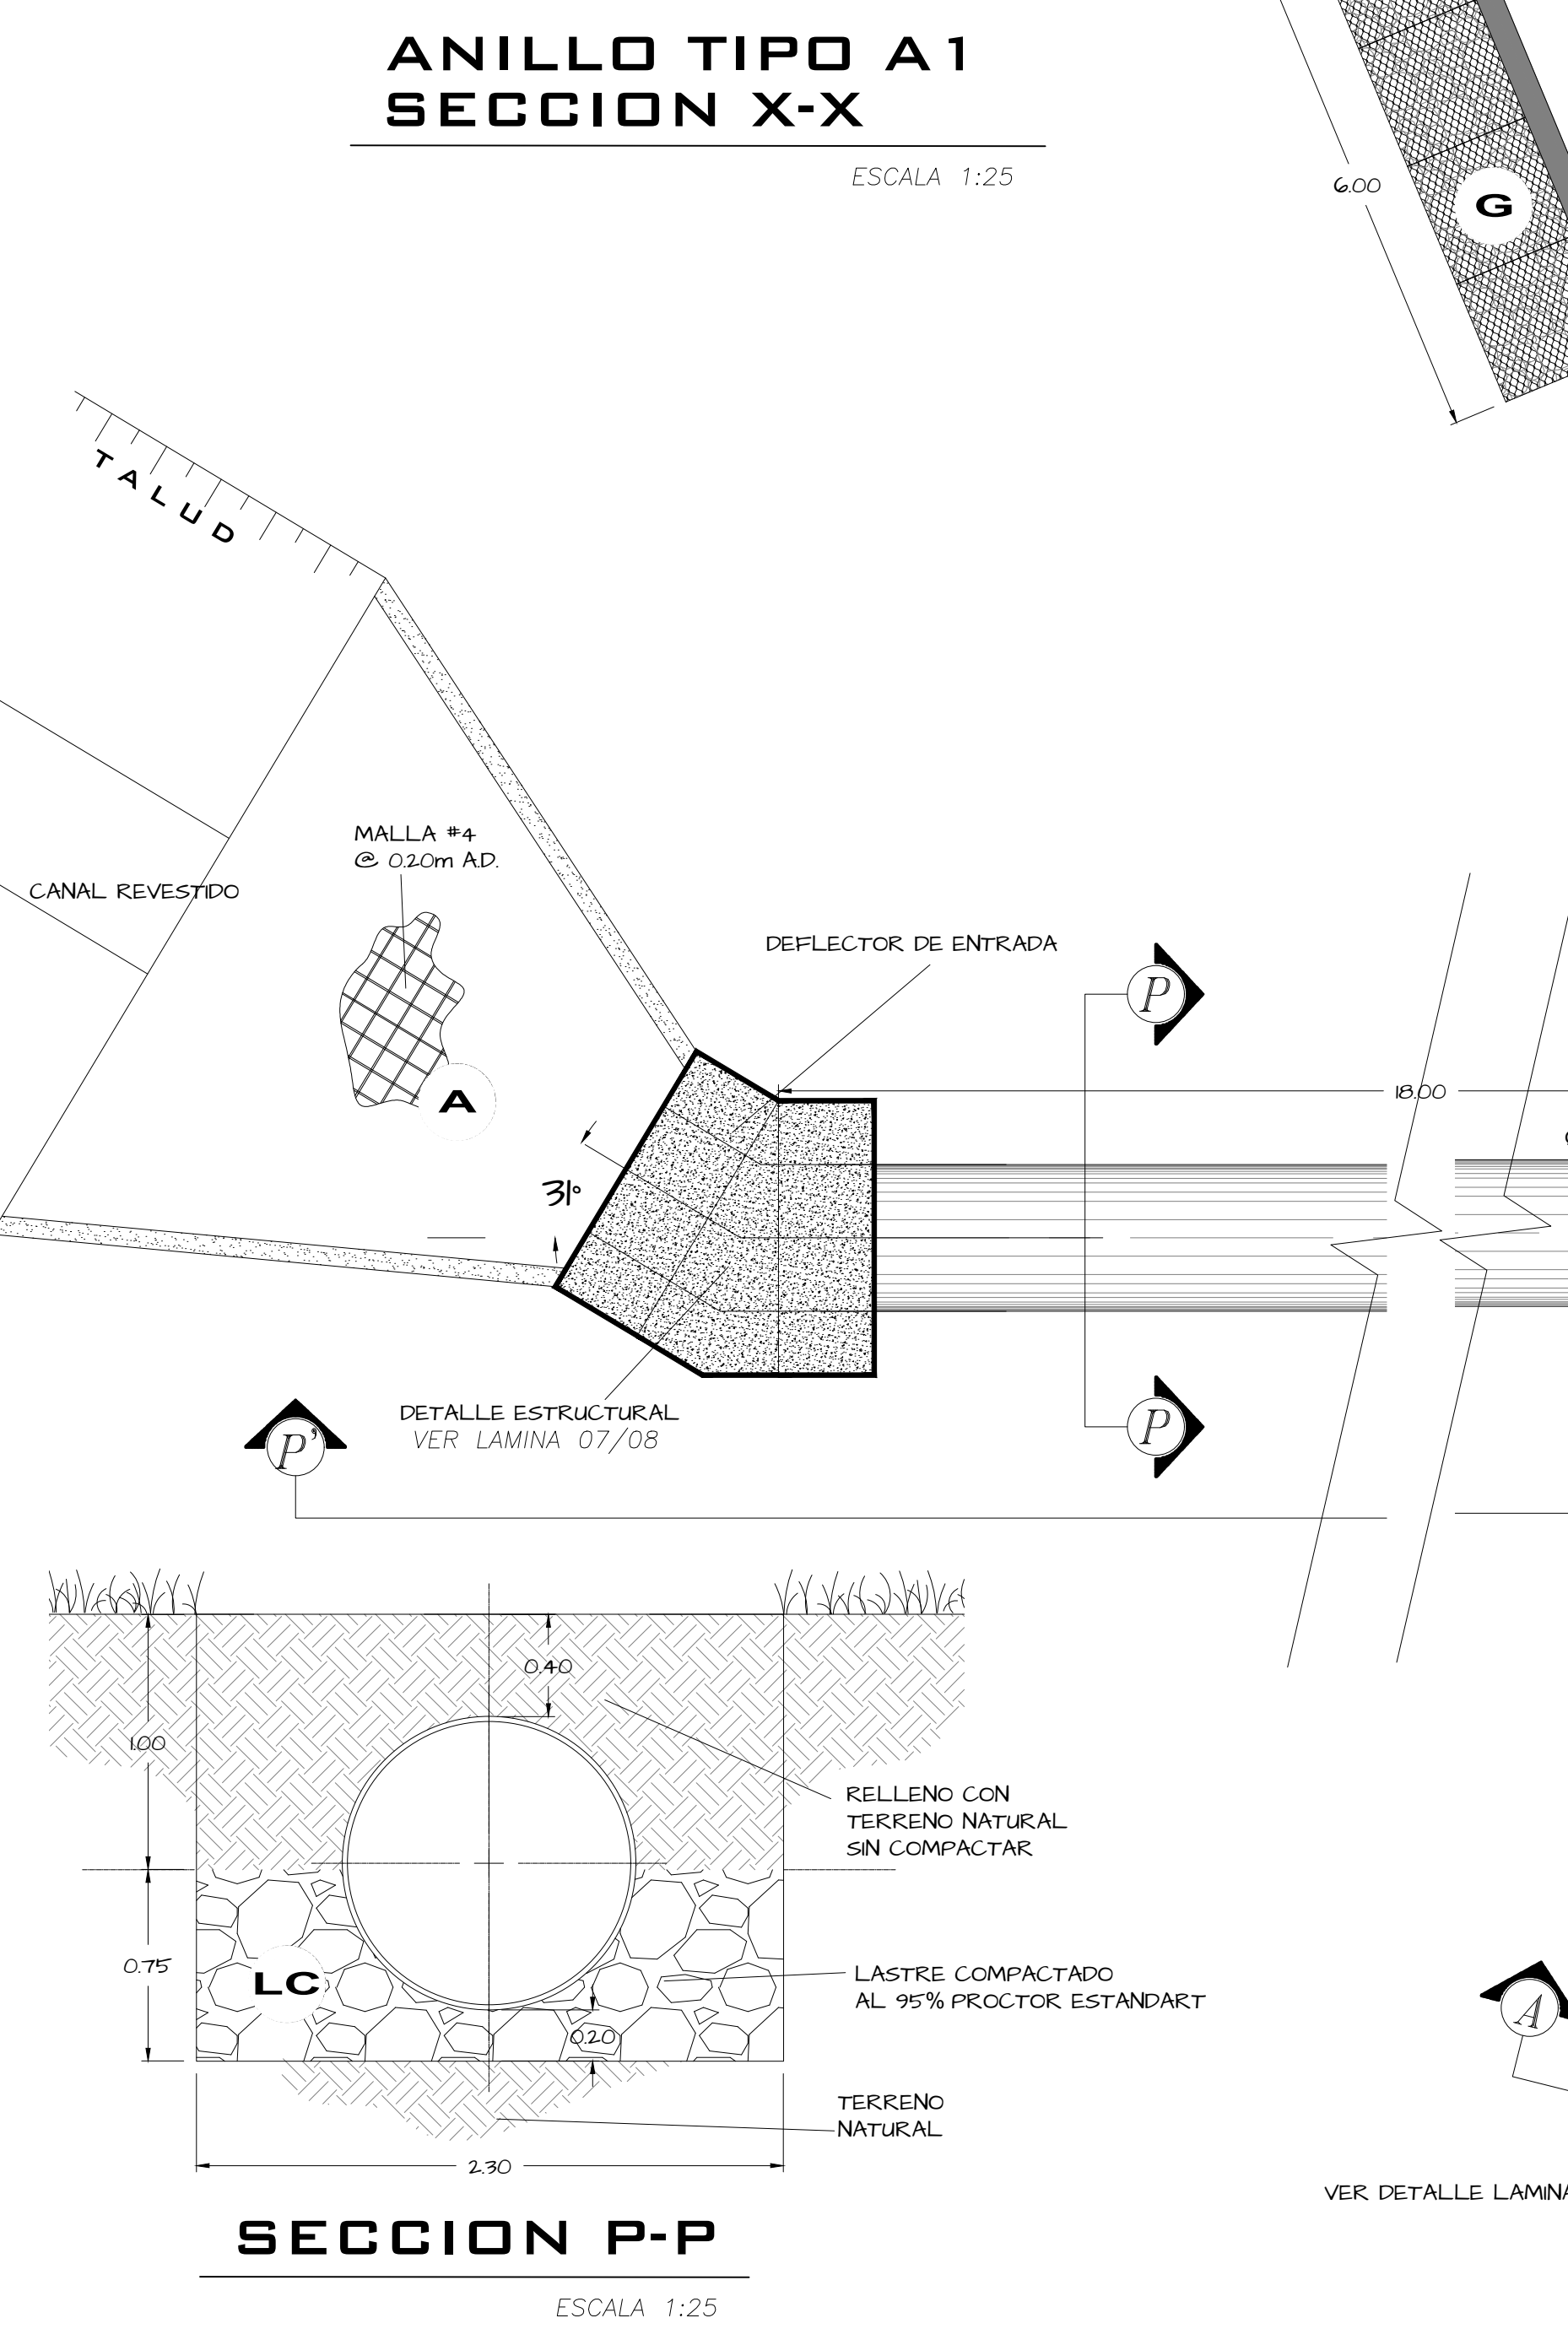 ANILLO TIPO A1
SECCION X-X
ESCALA 1:25
6.00
G
TALUD
MALLA #4
@ 0.20m A.D.
CANAL REVESTIDO
A
DEFLECTOR DE ENTRADA
P
18.00
31°
DETALLE ESTRUCTURAL
VER LAMINA 07/08
P'
P
0.40
1.00
RELLENO CON
TERRENO NATURAL
SIN COMPACTAR
0.75
LC
LASTRE COMPACTADO
AL 95% PROCTOR ESTANDART
0.20
A
TERRENO
NATURAL
2.30
VER DETALLE LAMINA
SECCION P-P
ESCALA 1:25